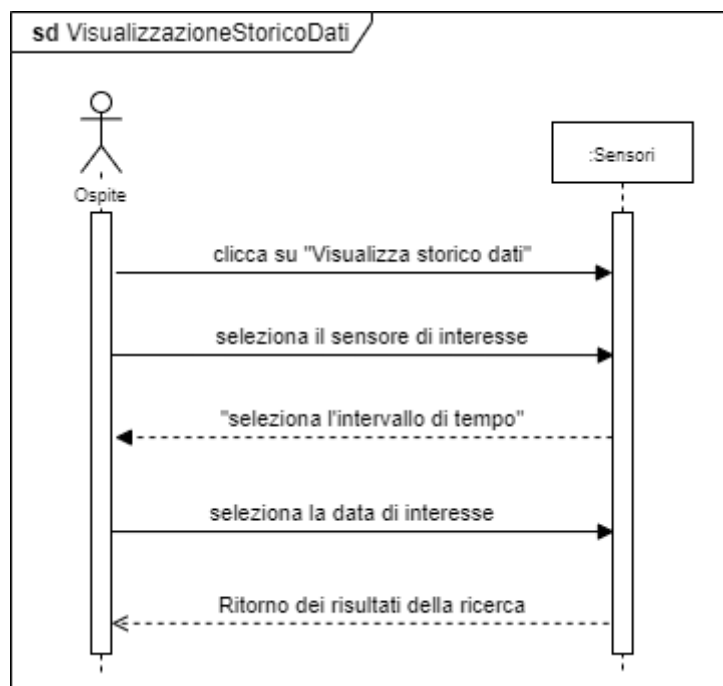 sd VisualizzazioneStoricoDati
:Sensori
Ospite
clicca su "Visualizza storico dati"
seleziona il sensore di interesse
"seleziona l'intervallo di tempo"
seleziona la data di interesse
Ritorno dei risultati della ricerca